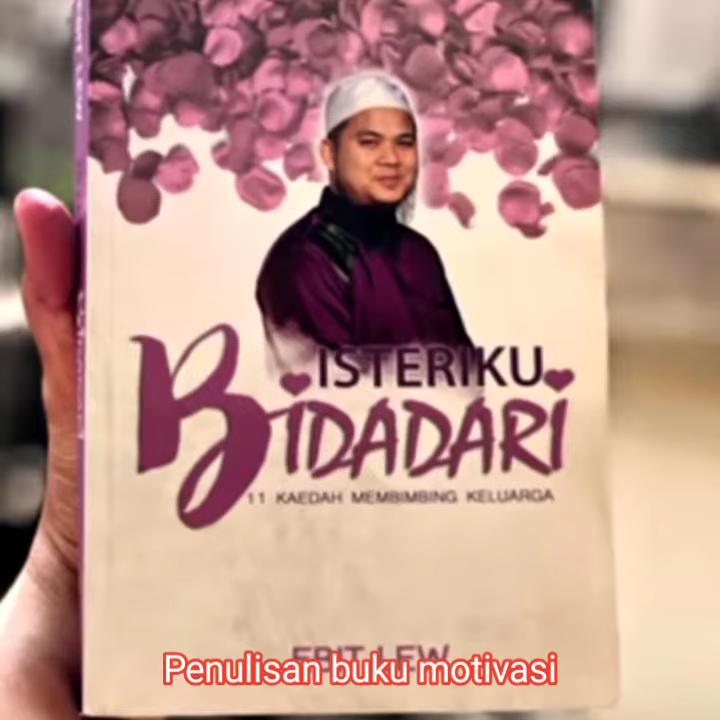 ISTERIKU
BIDADARI
11 KAEDAH MEMBIMBING KELUARGA
EBIT LEW
Penulisan buku motivasi